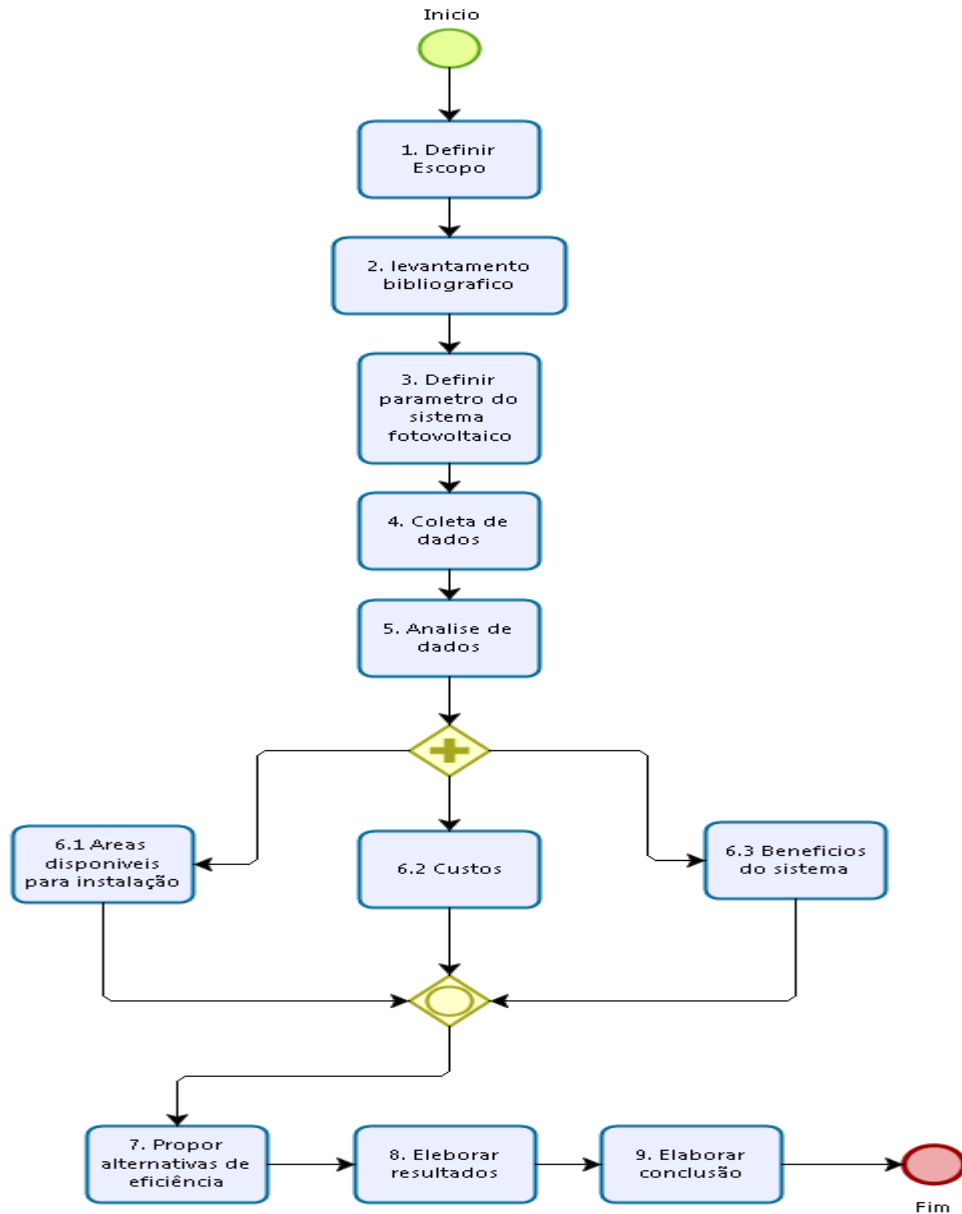 Inicio
1. Definir
Escopo
2. levantamento
bibliografico
3. Definir
parametro do
sistema
fotovoltaico
4. Coleta de
dados
5. Analise de
dados
6.1 Areas
disponiveis
para instalação
6.2 Custos
6.3 Beneficios
do sistema
7. Propor
alternativas de
eficiência
8. Eleborar
resultados
9. Elaborar
conclusão
Fim